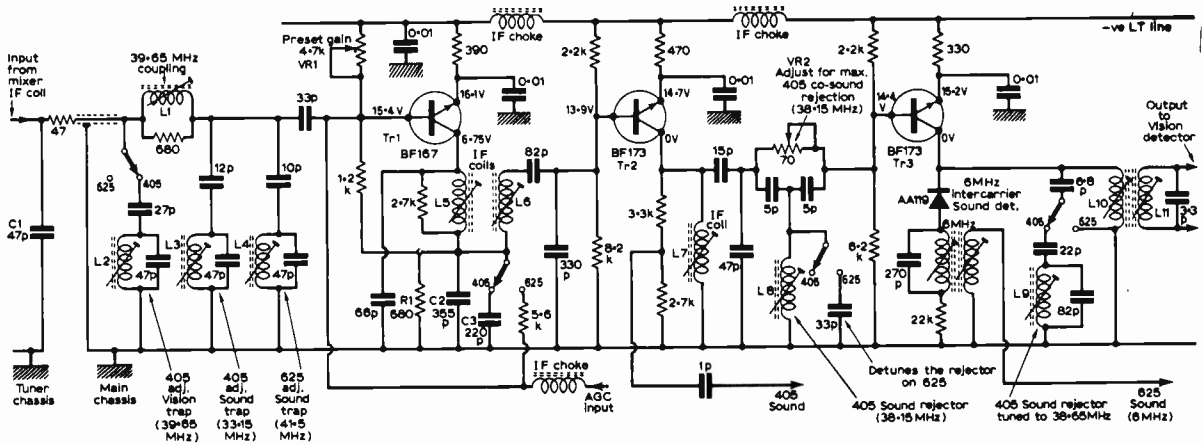 Input
from
mixer
IF coil
47
C1
47p
Tuner
chassis
Main
chassis
39·65 MHz
coupling
L1
680
625
405
27p
L2
47p
405
adj.
Vision
trap
(39·65
MHz)
12p
L3
47p
405
adj.
Sound
trap
(33·15
MHz)
10p
L4
47p
625
adj.
Sound
trap
(41·5
MHz)
33p
Preset gain
4·7k
VR1
0·01
390
15·4V
16·1V
0·01
Tr1
BF167
6·75V
1·2
k
2·7k
L5
IF
coils
L6
82p
66p
R1
680
C2
355
p
405
625
C3
220
p
5·6
k
330
p
IF choke
AGC
input
IF choke
2·2k
470
13·9V
14·7V
0·01
BF173
Tr2
0V
8·2
k
3·3k
2·7k
15p
IF
coil
L7
47p
1p
405
Sound
IF choke
VR2
Adjust for max.
405 co-sound
rejection
(38·15 MHz)
70
5p
5p
L8
405
625
33p
Detunes the rejector
on 625
405 Sound rejector
(38·15 MHz)
2·2k
330
14·4
V
15·2V
0·01
BF173
Tr3
0V
6·2
k
AA119
6MHz
Intercarrier
Sound det.
6MHz
270
p
22k
-ve LT line
6·8
p
405
625
22p
L9
82p
L10
L11
3·3
p
Output
to
Vision
detector
405 Sound rejector
tuned to 38·65MHz
625
Sound
(6MHz)